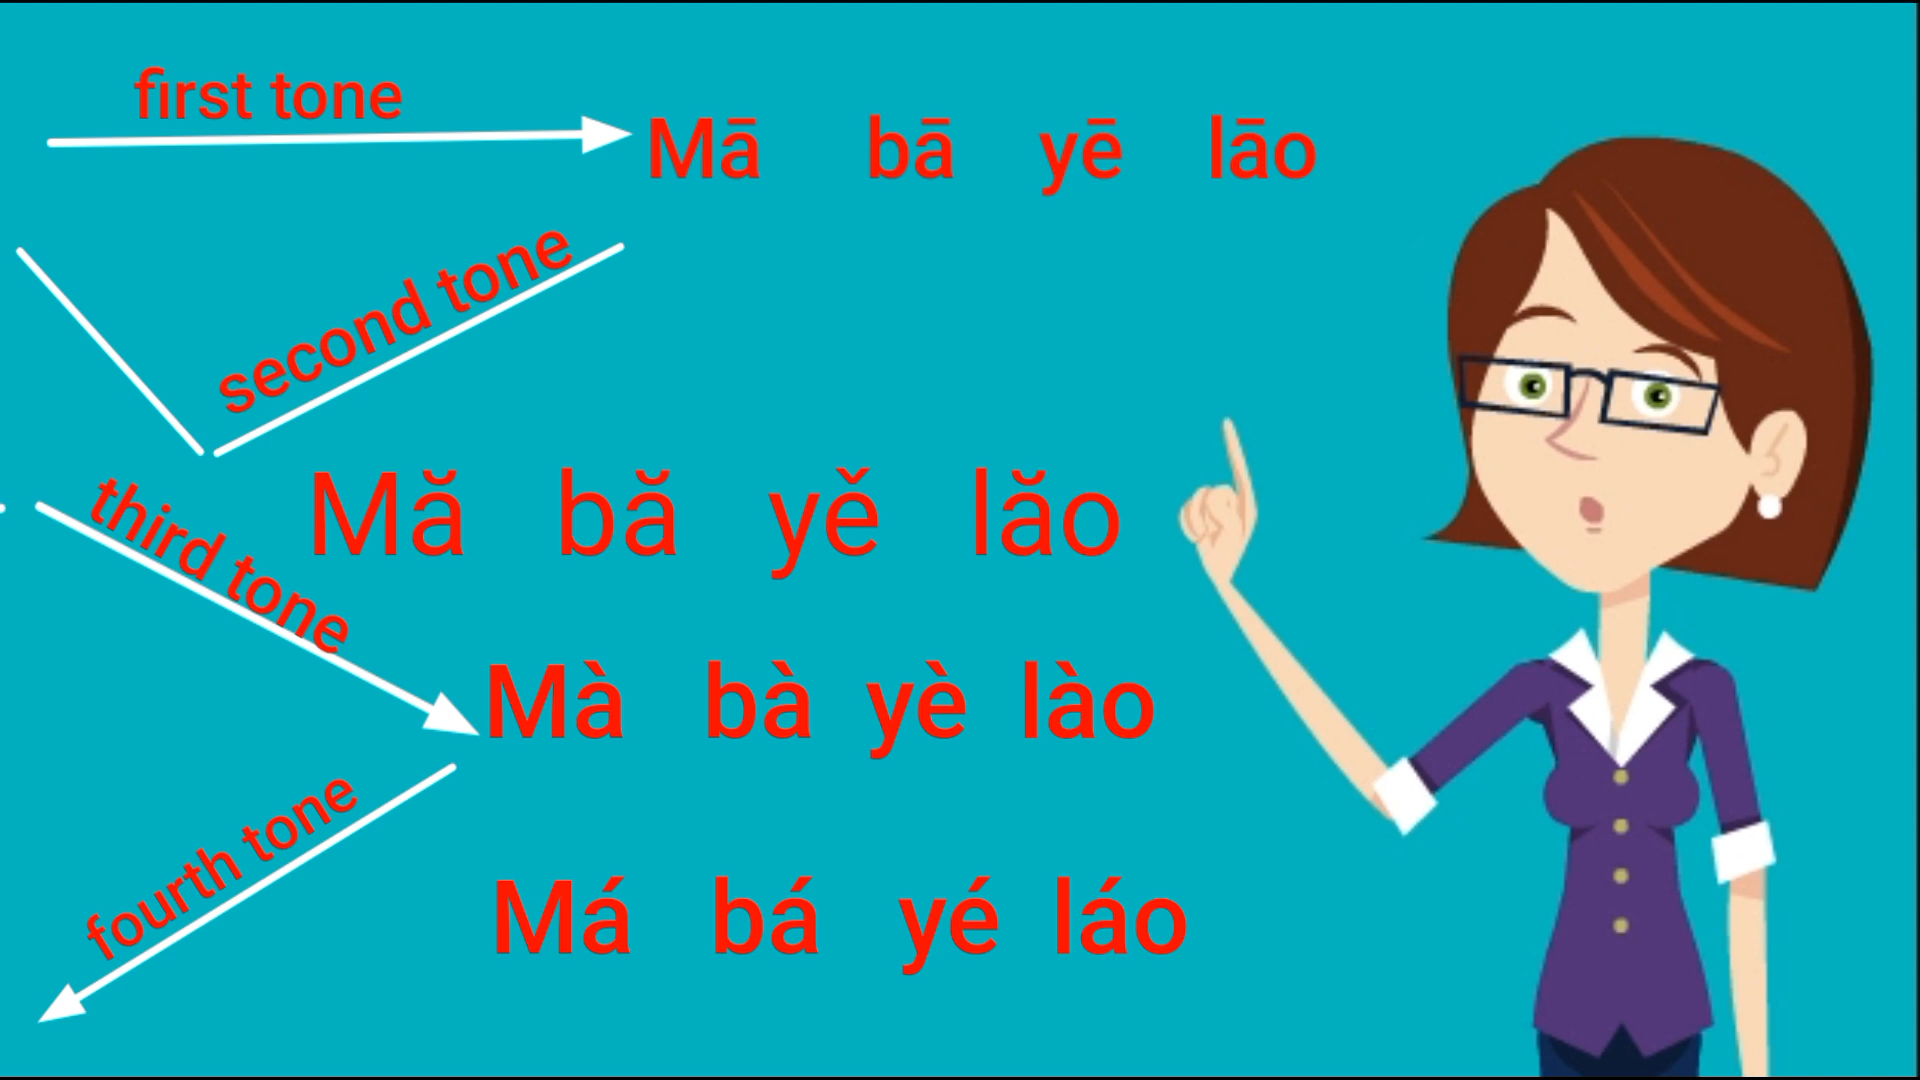 first tone
Mā bā yē lāo
second tone
Mă bă yě lăo
third tone
Mà bà yè lào
fourth tone
Má bá yé láo